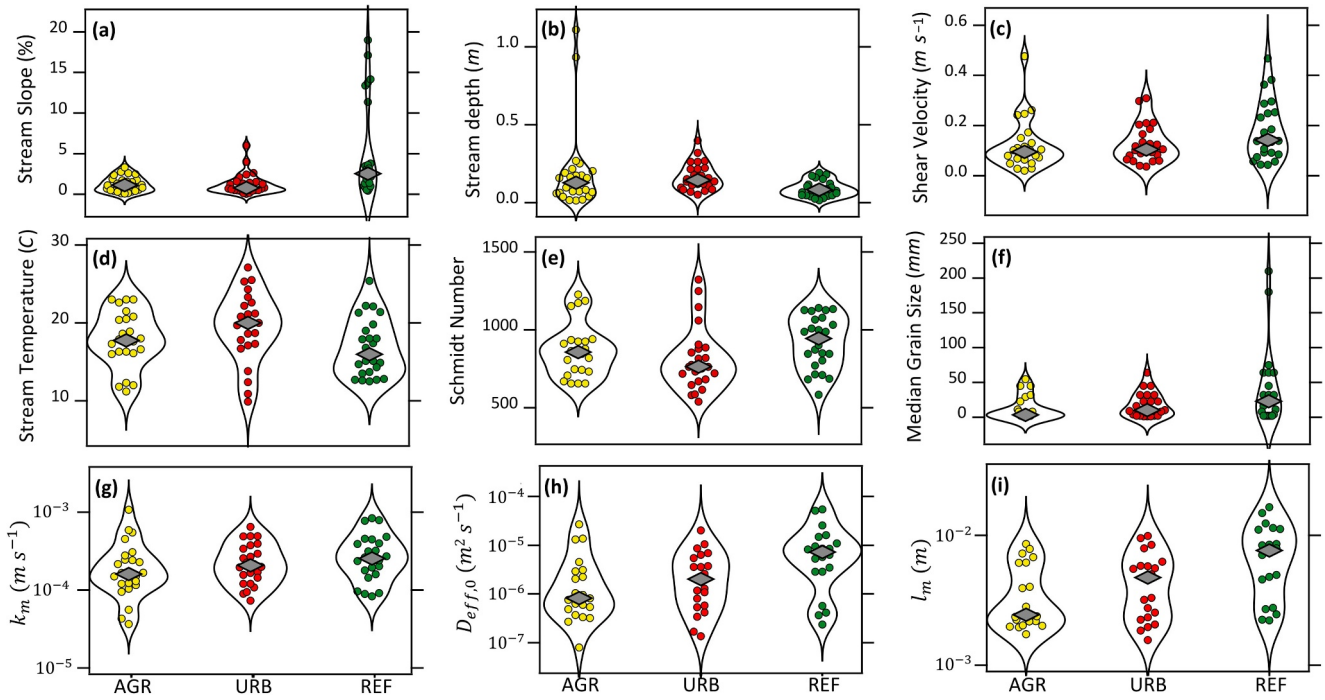 (a)
Stream Slope (%)
20
15
10
5
0
(b)
Stream depth (m)
1.0
0.5
0.0
(c)
Shear Velocity (m s⁻¹)
0.6
0.4
0.2
0.0
(d)
Stream Temperature (C)
30
20
10
(e)
Schmidt Number
1500
1000
500
(f)
Median Grain Size (mm)
250
200
150
100
50
0
(g)
kₘ (m s⁻¹)
10⁻³
10⁻⁴
10⁻⁵
AGR URB REF
(h)
D_eff,0 (m² s⁻¹)
10⁻⁴
10⁻⁵
10⁻⁶
10⁻⁷
AGR URB REF
(i)
lₘ (m)
10⁻²
10⁻³
AGR URB REF